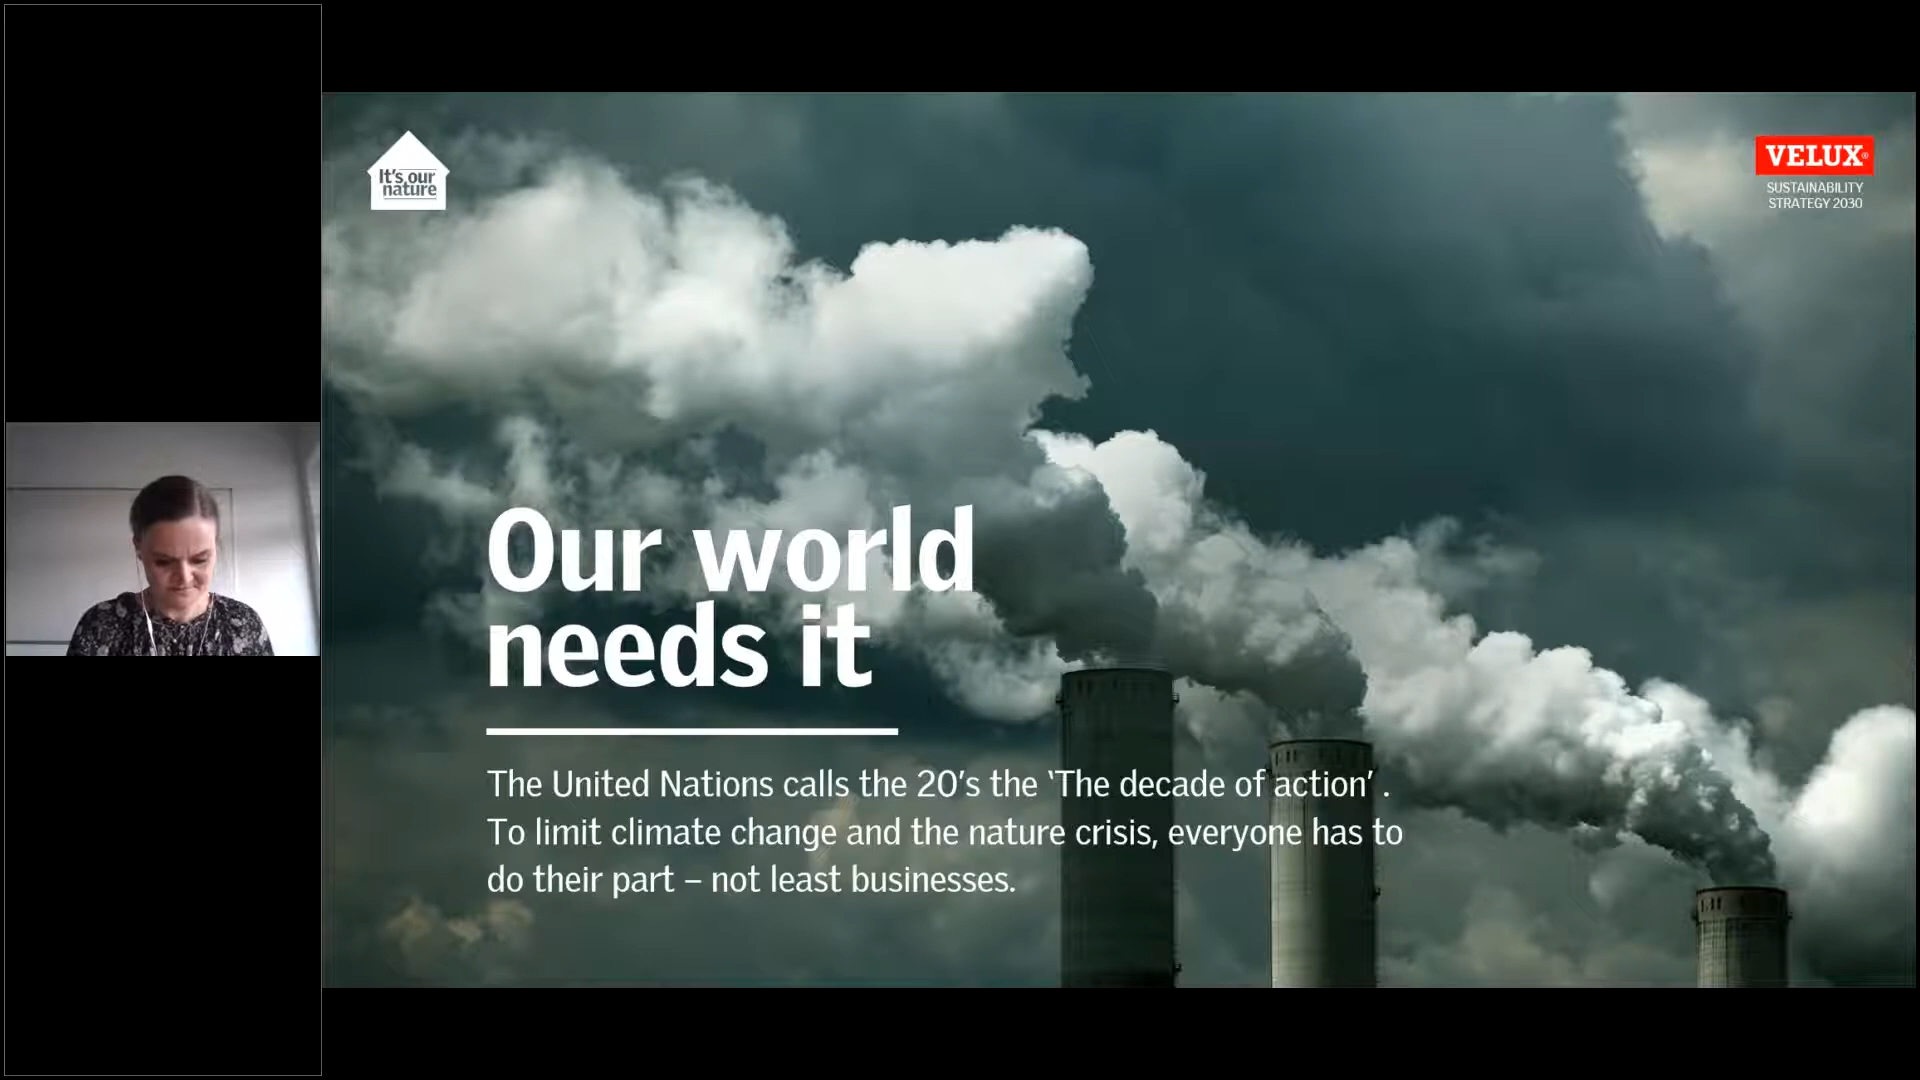 It's our
nature
VELUX®
SUSTAINABILITY
STRATEGY 2030
Our world
needs it
The United Nations calls the 20's the ‘The decade of action’ .
To limit climate change and the nature crisis, everyone has to
do their part – not least businesses.